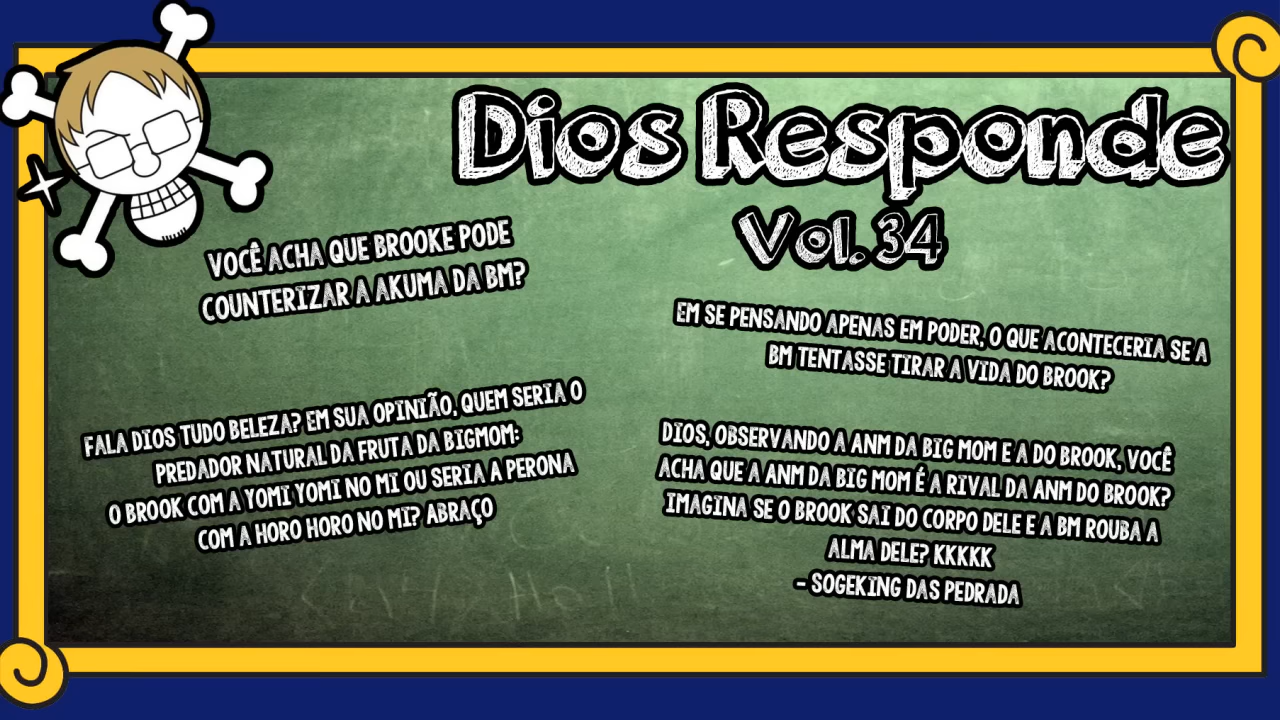 Dios Responde
Vol. 34
VOCÊ ACHA QUE BROOKE PODE
COUNTERIZAR A AKUMA DA BM?
EM SE PENSANDO APENAS EM PODER, O QUE ACONTECERIA SE A
BM TENTASSE TIRAR A VIDA DO BROOK?
FALA DIOS TUDO BELEZA? EM SUA OPINIÃO, QUEM SERIA O
PREDADOR NATURAL DA FRUTA DA BIGMOM:
O BROOK COM A YOMI YOMI NO MI OU SERIA A PERONA
COM A HORO HORO NO MI? ABRAÇO
DIOS, OBSERVANDO A ANM DA BIG MOM E A DO BROOK, VOCÊ
ACHA QUE A ANM DA BIG MOM É A RIVAL DA ANM DO BROOK?
IMAGINA SE O BROOK SAI DO CORPO DELE E A BM ROUBA A
ALMA DELE? KKKKK
- SOGEKING DAS PEDRADA